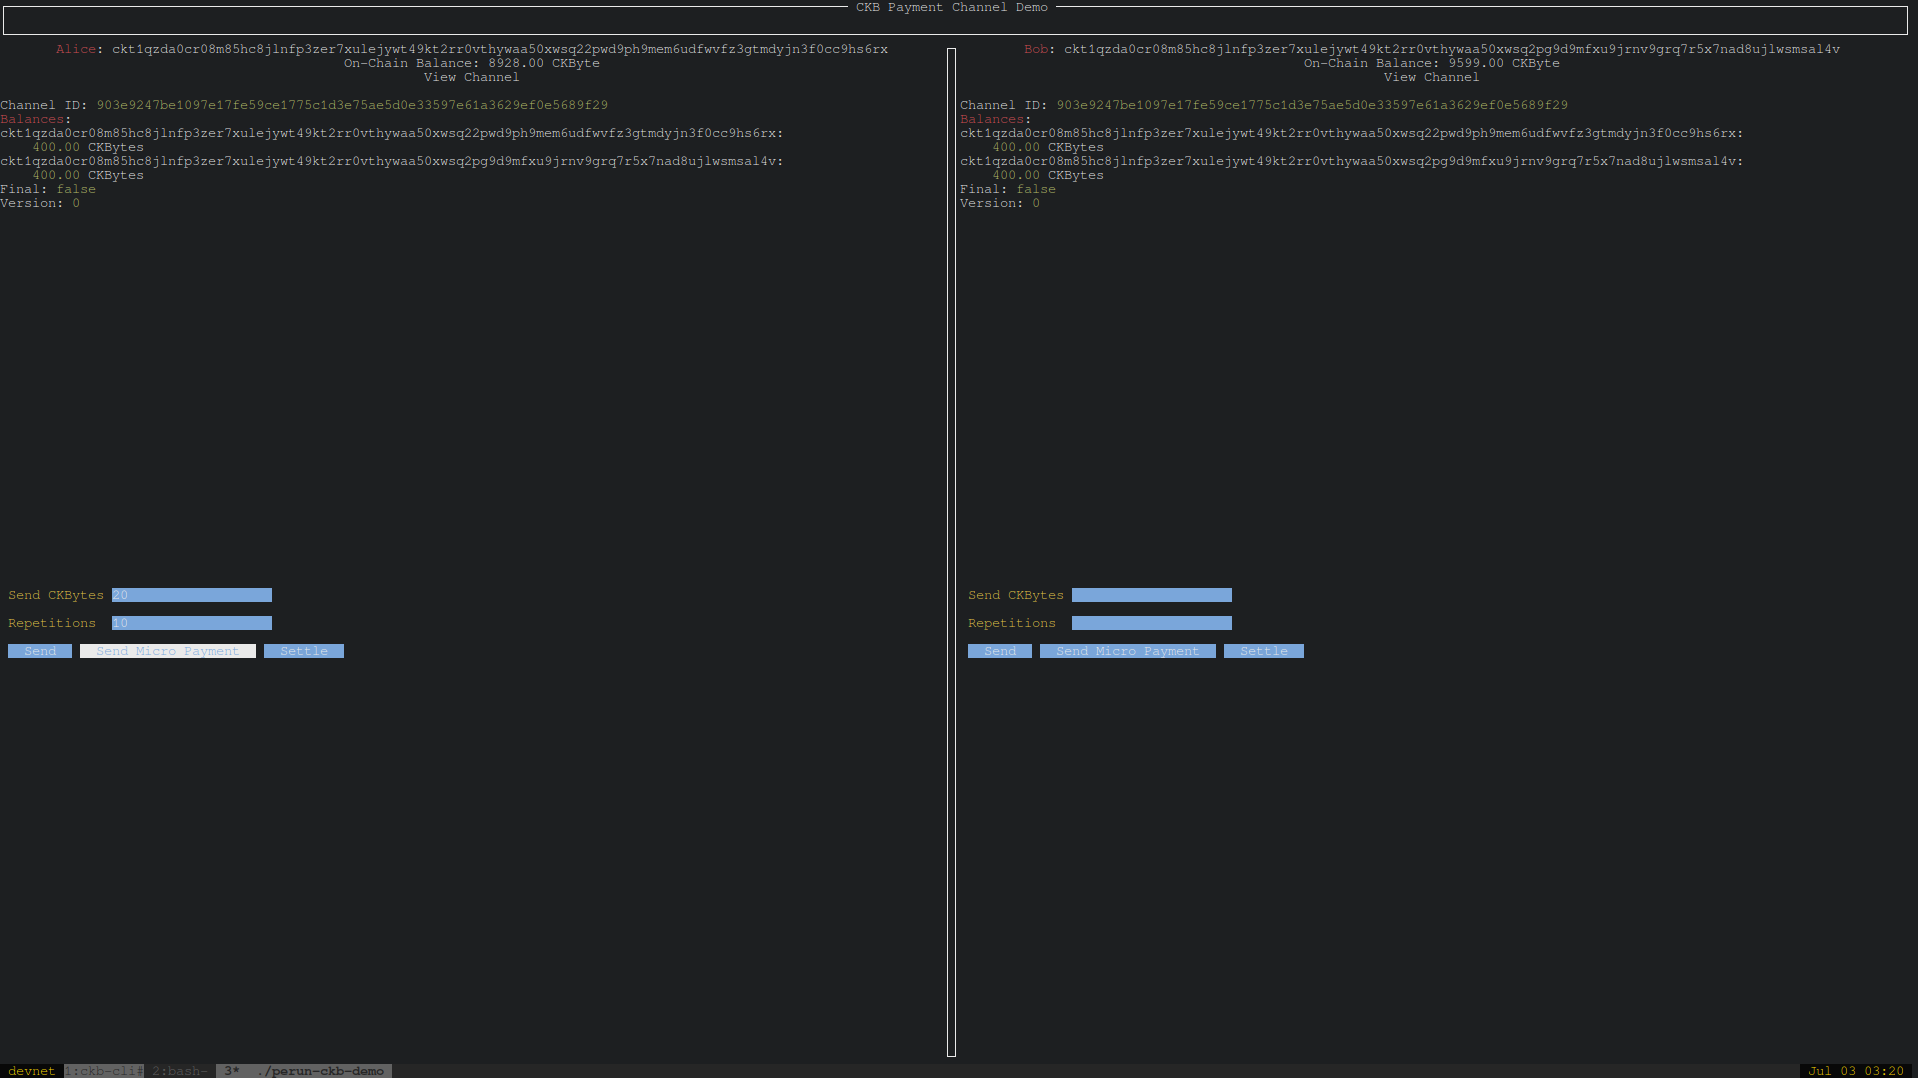 CKB Payment Channel Demo
Alice: ckt1qzda0cr08m85hc8jlnfp3zer7xulejywt49kt2rr0vthywaa50xwsq22pwd9ph9mem6udfwvfz3gtmdyjn3f0cc9hs6rx
On-Chain Balance: 8928.00 CKByte
View Channel
Channel ID: 903e9247be1097e17fe59ce1775c1d3e75ae5d0e33597e61a3629ef0e5689f29
Balances:
ckt1qzda0cr08m85hc8jlnfp3zer7xulejywt49kt2rr0vthywaa50xwsq22pwd9ph9mem6udfwvfz3gtmdyjn3f0cc9hs6rx:
400.00 CKBytes
ckt1qzda0cr08m85hc8jlnfp3zer7xulejywt49kt2rr0vthywaa50xwsq2pg9d9mfxu9jrnv9grq7r5x7nad8ujlwsmsal4v:
400.00 CKBytes
Final: false
Version: 0
Send CKBytes 20
Repetitions 10
Send Send Micro Payment Settle
Bob: ckt1qzda0cr08m85hc8jlnfp3zer7xulejywt49kt2rr0vthywaa50xwsq2pg9d9mfxu9jrnv9grq7r5x7nad8ujlwsmsal4v
On-Chain Balance: 9599.00 CKByte
View Channel
Channel ID: 903e9247be1097e17fe59ce1775c1d3e75ae5d0e33597e61a3629ef0e5689f29
Balances:
ckt1qzda0cr08m85hc8jlnfp3zer7xulejywt49kt2rr0vthywaa50xwsq22pwd9ph9mem6udfwvfz3gtmdyjn3f0cc9hs6rx:
400.00 CKBytes
ckt1qzda0cr08m85hc8jlnfp3zer7xulejywt49kt2rr0vthywaa50xwsq2pg9d9mfxu9jrnv9grq7r5x7nad8ujlwsmsal4v:
400.00 CKBytes
Final: false
Version: 0
Send CKBytes
Repetitions
Send Send Micro Payment Settle
devnet 1:ckb-cli# 2:bash- 3* ./perun-ckb-demo Jul 03 03:20